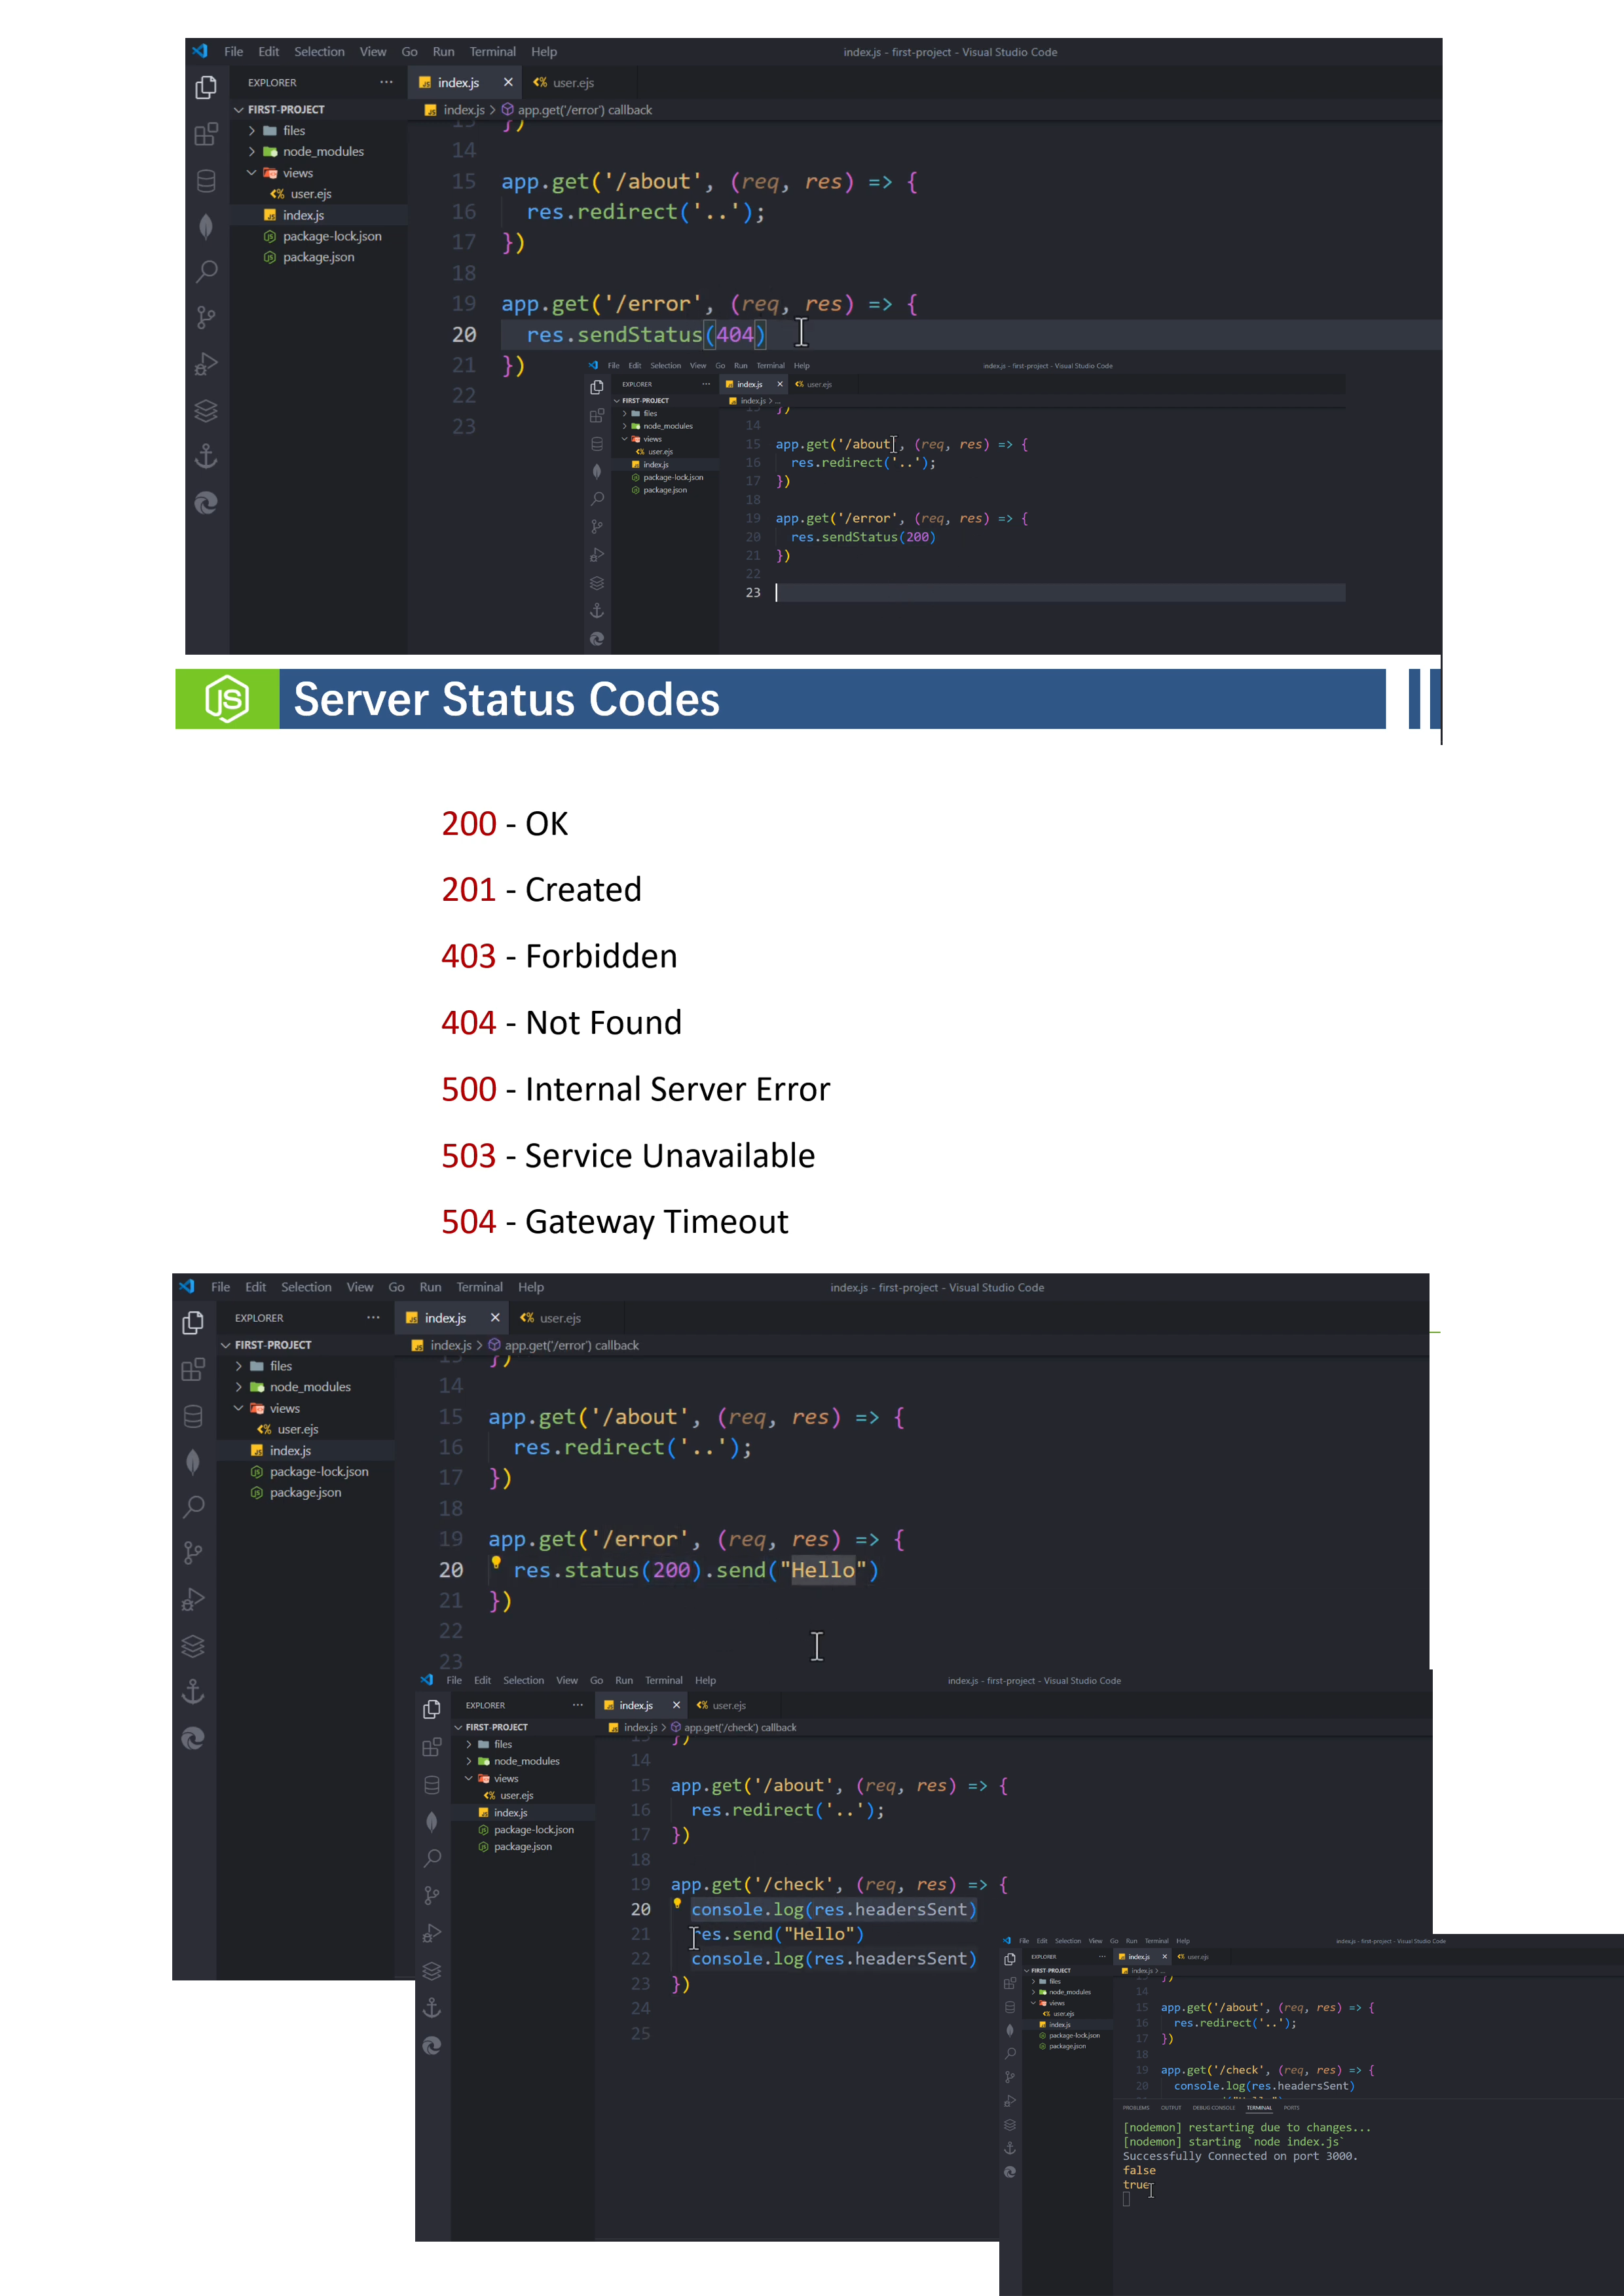 File Edit Selection View Go Run Terminal Help
index.js - first-project - Visual Studio Code
EXPLORER ...
index.js × user.ejs
FIRST-PROJECT
index.js > app.get('/error') callback
files
node_modules
views
user.ejs
index.js
package-lock.json
package.json
14
15 app.get('/about', (req, res) => {
16 res.redirect('..');
17 })
18
19 app.get('/error', (req, res) => {
20 res.sendStatus(404)
21 })
22
23
File Edit Selection View Go Run Terminal Help
index.js - first-project - Visual Studio Code
EXPLORER ...
index.js × user.ejs
FIRST-PROJECT
index.js > ...
files
node_modules
views
user.ejs
index.js
package-lock.json
package.json
14
15 app.get('/about', (req, res) => {
16 res.redirect('..');
17 })
18
19 app.get('/error', (req, res) => {
20 res.sendStatus(200)
21 })
22
23
JS Server Status Codes
200 - OK
201 - Created
403 - Forbidden
404 - Not Found
500 - Internal Server Error
503 - Service Unavailable
504 - Gateway Timeout
File Edit Selection View Go Run Terminal Help
index.js - first-project - Visual Studio Code
EXPLORER ...
index.js × user.ejs
FIRST-PROJECT
index.js > app.get('/error') callback
files
node_modules
views
user.ejs
index.js
package-lock.json
package.json
14
15 app.get('/about', (req, res) => {
16 res.redirect('..');
17 })
18
19 app.get('/error', (req, res) => {
20 res.status(200).send("Hello")
21 })
22
23
File Edit Selection View Go Run Terminal Help
index.js - first-project - Visual Studio Code
EXPLORER ...
index.js × user.ejs
FIRST-PROJECT
index.js > app.get('/check') callback
files
node_modules
views
user.ejs
index.js
package-lock.json
package.json
14
15 app.get('/about', (req, res) => {
16 res.redirect('..');
17 })
18
19 app.get('/check', (req, res) => {
20 console.log(res.headersSent)
21 res.send("Hello")
22 console.log(res.headersSent)
23 })
24
25
File Edit Selection View Go Run Terminal Help
index.js - first-project - Visual Studio Code
EXPLORER ...
index.js × user.ejs
FIRST-PROJECT
index.js > ...
files
node_modules
views
user.ejs
index.js
package-lock.json
package.json
14
15 app.get('/about', (req, res) => {
16 res.redirect('..');
17 })
18
19 app.get('/check', (req, res) => {
20 console.log(res.headersSent)
PROBLEMS OUTPUT DEBUG CONSOLE TERMINAL PORTS
[nodemon] restarting due to changes...
[nodemon] starting `node index.js`
Successfully Connected on port 3000.
false
true